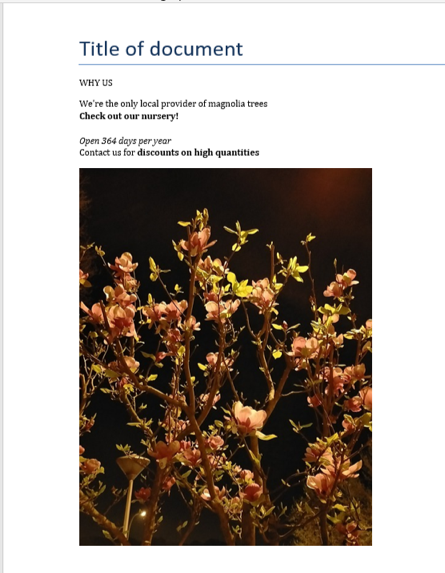 Title of document
WHY US
We're the only local provider of magnolia trees
Check out our nursery!
Open 364 days per year
Contact us for discounts on high quantities